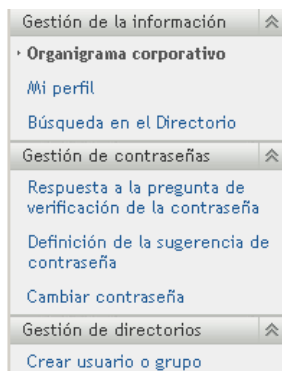 Gestión de la información
Organigrama corporativo
Mi perfil
Búsqueda en el Directorio
Gestión de contraseñas
Respuesta a la pregunta de
verificación de la contraseña
Definición de la sugerencia de
contraseña
Cambiar contraseña
Gestión de directorios
Crear usuario o grupo